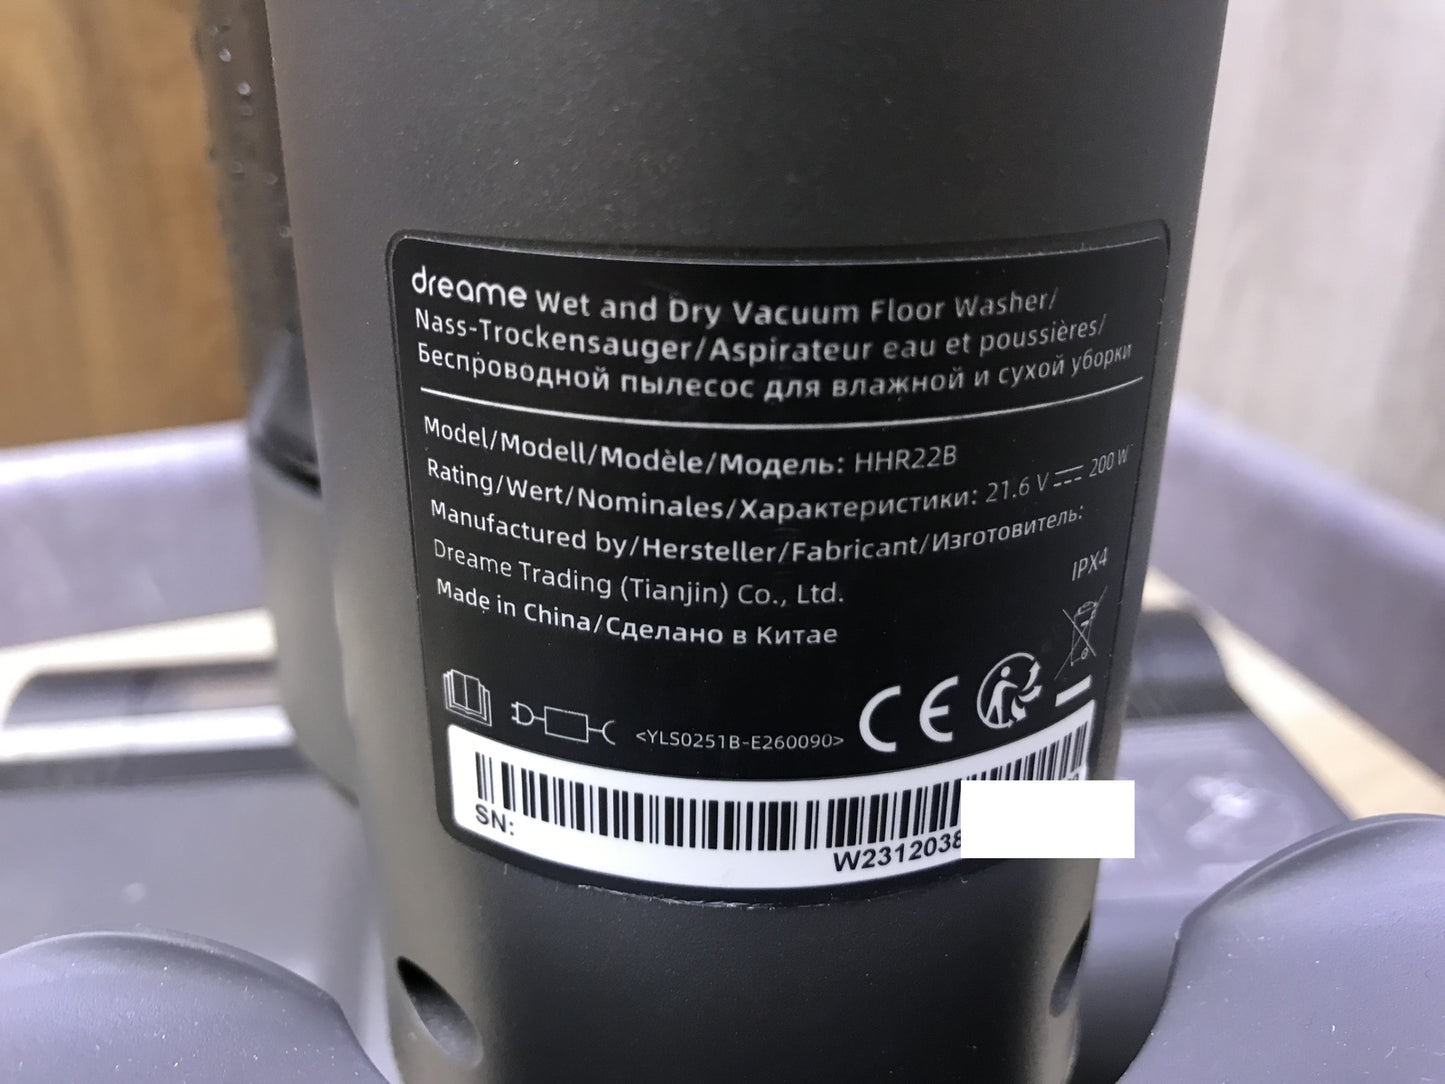 dreame Wet and Dry Vacuum Floor Washer/
Nass-Trockensauger/Aspirateur eau et poussières/
Беспроводной пылесос для влажной и сухой уборки
Model/Modell/Modèle/Модель: HHR22B
Rating/Wert/Nominales/Характеристики: 21.6 V⎓ 200 W
Manufactured by/Hersteller/Fabricant/Изготовитель:
Dreame Trading (Tianjin) Co., Ltd.
IPX4
Made in China/Сделано в Китае
<YLS0251B-E260090>
CE
SN:
W2312038